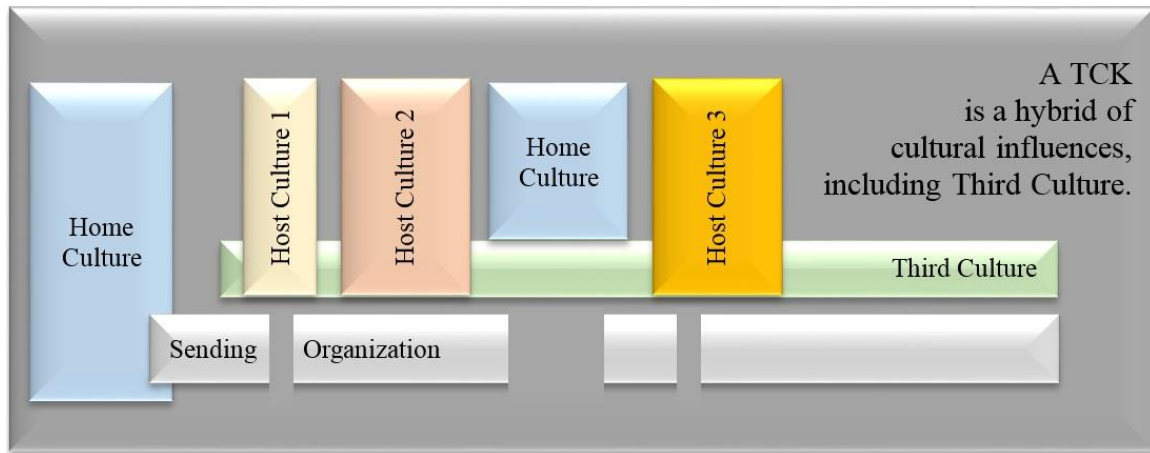 Home
Culture
Host Culture 1
Host Culture 2
Home
Culture
Host Culture 3
A TCK
is a hybrid of
cultural influences,
including Third Culture.
Third Culture
Sending Organization